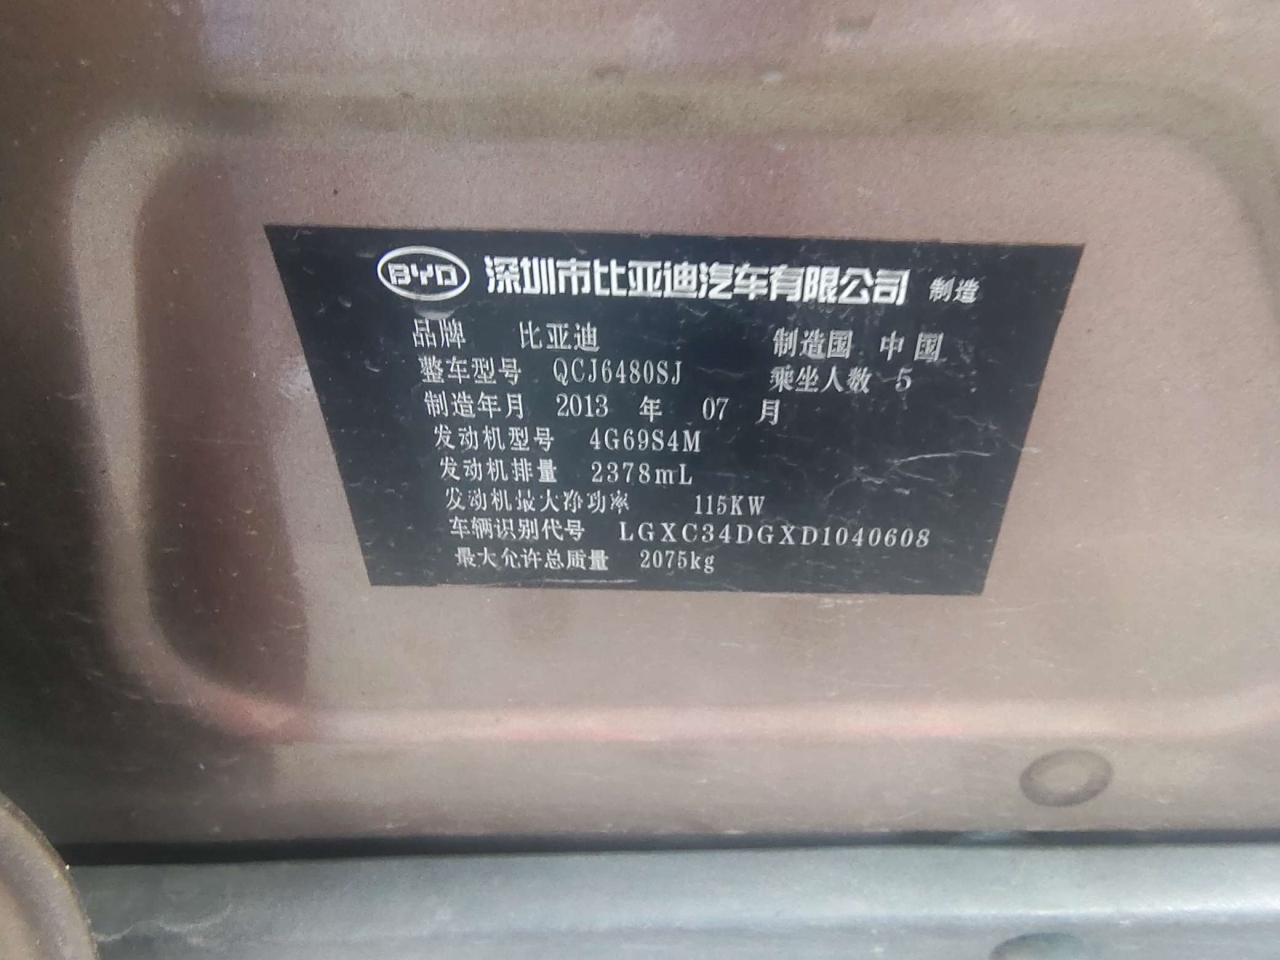 BYD 深圳市比亚迪汽车有限公司 制造
品牌 比亚迪 制造国 中国
整车型号 QCJ6480SJ 乘坐人数 5
制造年月 2013 年 07 月
发动机型号 4G69S4M
发动机排量 2378mL
发动机最大净功率 115KW
车辆识别代号 LGXC34DGXD1040608
最大允许总质量 2075kg